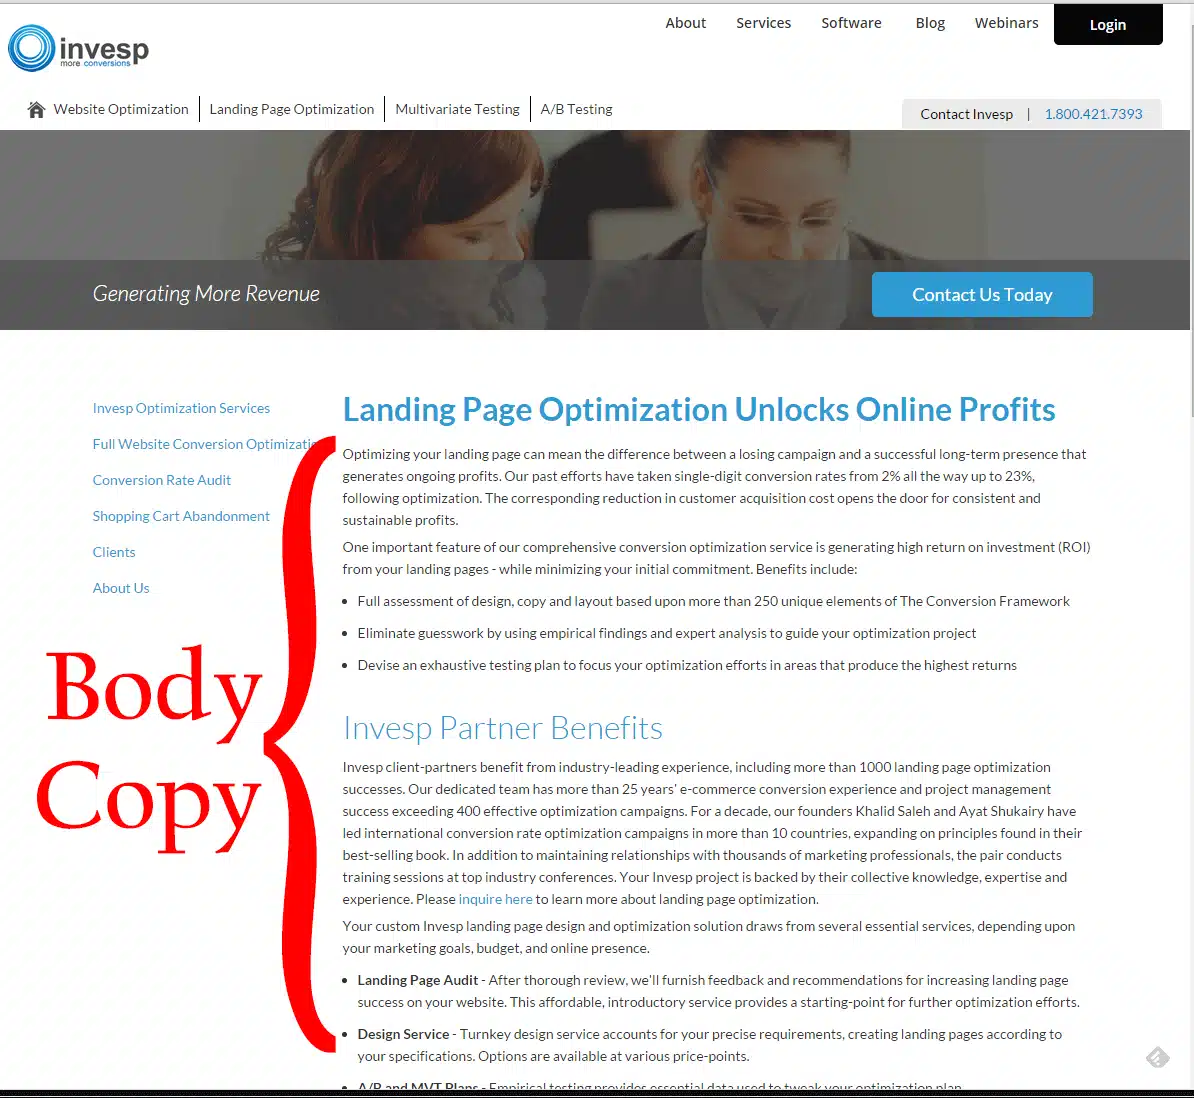 About Services Software Blog Webinars Login
invesp
more conversions
Website Optimization Landing Page Optimization Multivariate Testing A/B Testing
Contact Invesp | 1.800.421.7393
Generating More Revenue
Contact Us Today
Invesp Optimization Services
Full Website Conversion Optimizatio
Conversion Rate Audit
Shopping Cart Abandonment
Clients
About Us
Body
Copy
Landing Page Optimization Unlocks Online Profits
Optimizing your landing page can mean the difference between a losing campaign and a successful long-term presence that
generates ongoing profits. Our past efforts have taken single-digit conversion rates from 2% all the way up to 23%,
following optimization. The corresponding reduction in customer acquisition cost opens the door for consistent and
sustainable profits.
One important feature of our comprehensive conversion optimization service is generating high return on investment (ROI)
from your landing pages - while minimizing your initial commitment. Benefits include:
• Full assessment of design, copy and layout based upon more than 250 unique elements of The Conversion Framework
• Eliminate guesswork by using empirical findings and expert analysis to guide your optimization project
• Devise an exhaustive testing plan to focus your optimization efforts in areas that produce the highest returns
Invesp Partner Benefits
Invesp client-partners benefit from industry-leading experience, including more than 1000 landing page optimization
successes. Our dedicated team has more than 25 years' e-commerce conversion experience and project management
success exceeding 400 effective optimization campaigns. For a decade, our founders Khalid Saleh and Ayat Shukairy have
led international conversion rate optimization campaigns in more than 10 countries, expanding on principles found in their
best-selling book. In addition to maintaining relationships with thousands of marketing professionals, the pair conducts
training sessions at top industry conferences. Your Invesp project is backed by their collective knowledge, expertise and
experience. Please inquire here to learn more about landing page optimization.
Your custom Invesp landing page design and optimization solution draws from several essential services, depending upon
your marketing goals, budget, and online presence.
• Landing Page Audit - After thorough review, we'll furnish feedback and recommendations for increasing landing page
success on your website. This affordable, introductory service provides a starting-point for further optimization efforts.
• Design Service - Turnkey design service accounts for your precise requirements, creating landing pages according to
your specifications. Options are available at various price-points.
• A/B and MVT Plans - Empirical testing provides essential data used to tweak your optimization plan